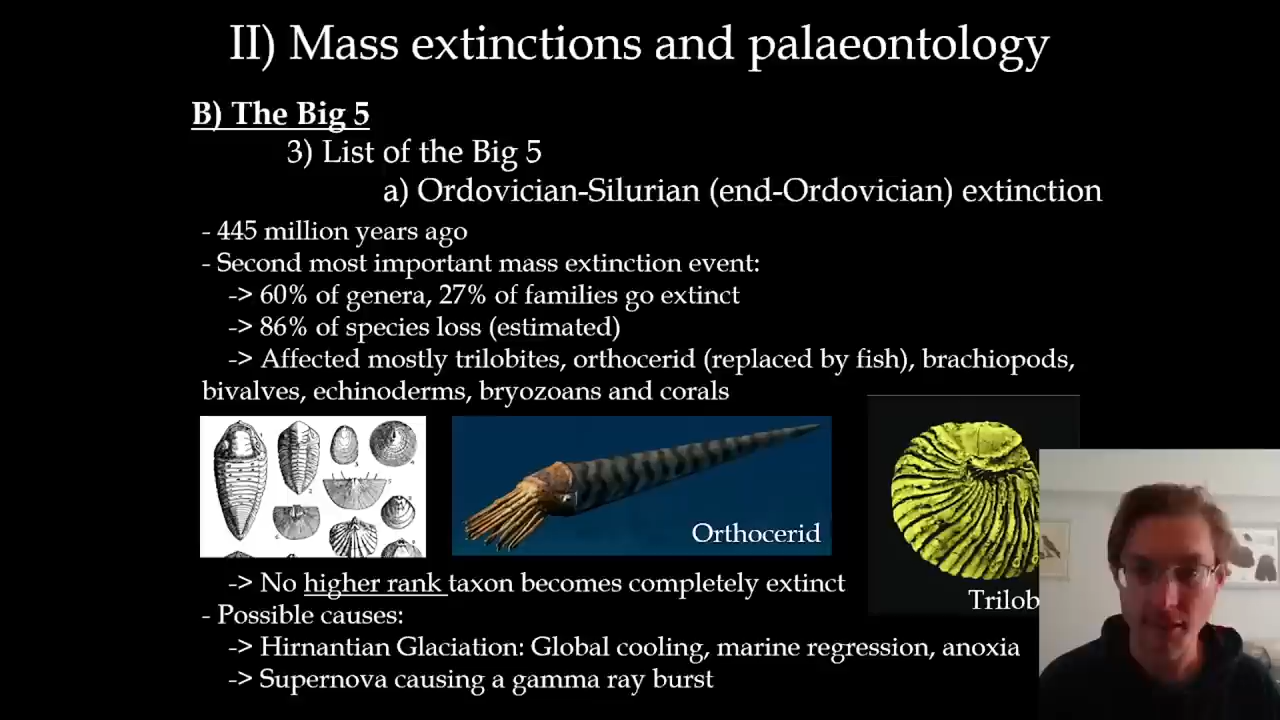 II) Mass extinctions and palaeontology
B) The Big 5
3) List of the Big 5
a) Ordovician-Silurian (end-Ordovician) extinction
- 445 million years ago
- Second most important mass extinction event:
-> 60% of genera, 27% of families go extinct
-> 86% of species loss (estimated)
-> Affected mostly trilobites, orthocerid (replaced by fish), brachiopods,
bivalves, echinoderms, bryozoans and corals
Orthocerid
Trilob
-> No higher rank taxon becomes completely extinct
- Possible causes:
-> Hirnantian Glaciation: Global cooling, marine regression, anoxia
-> Supernova causing a gamma ray burst